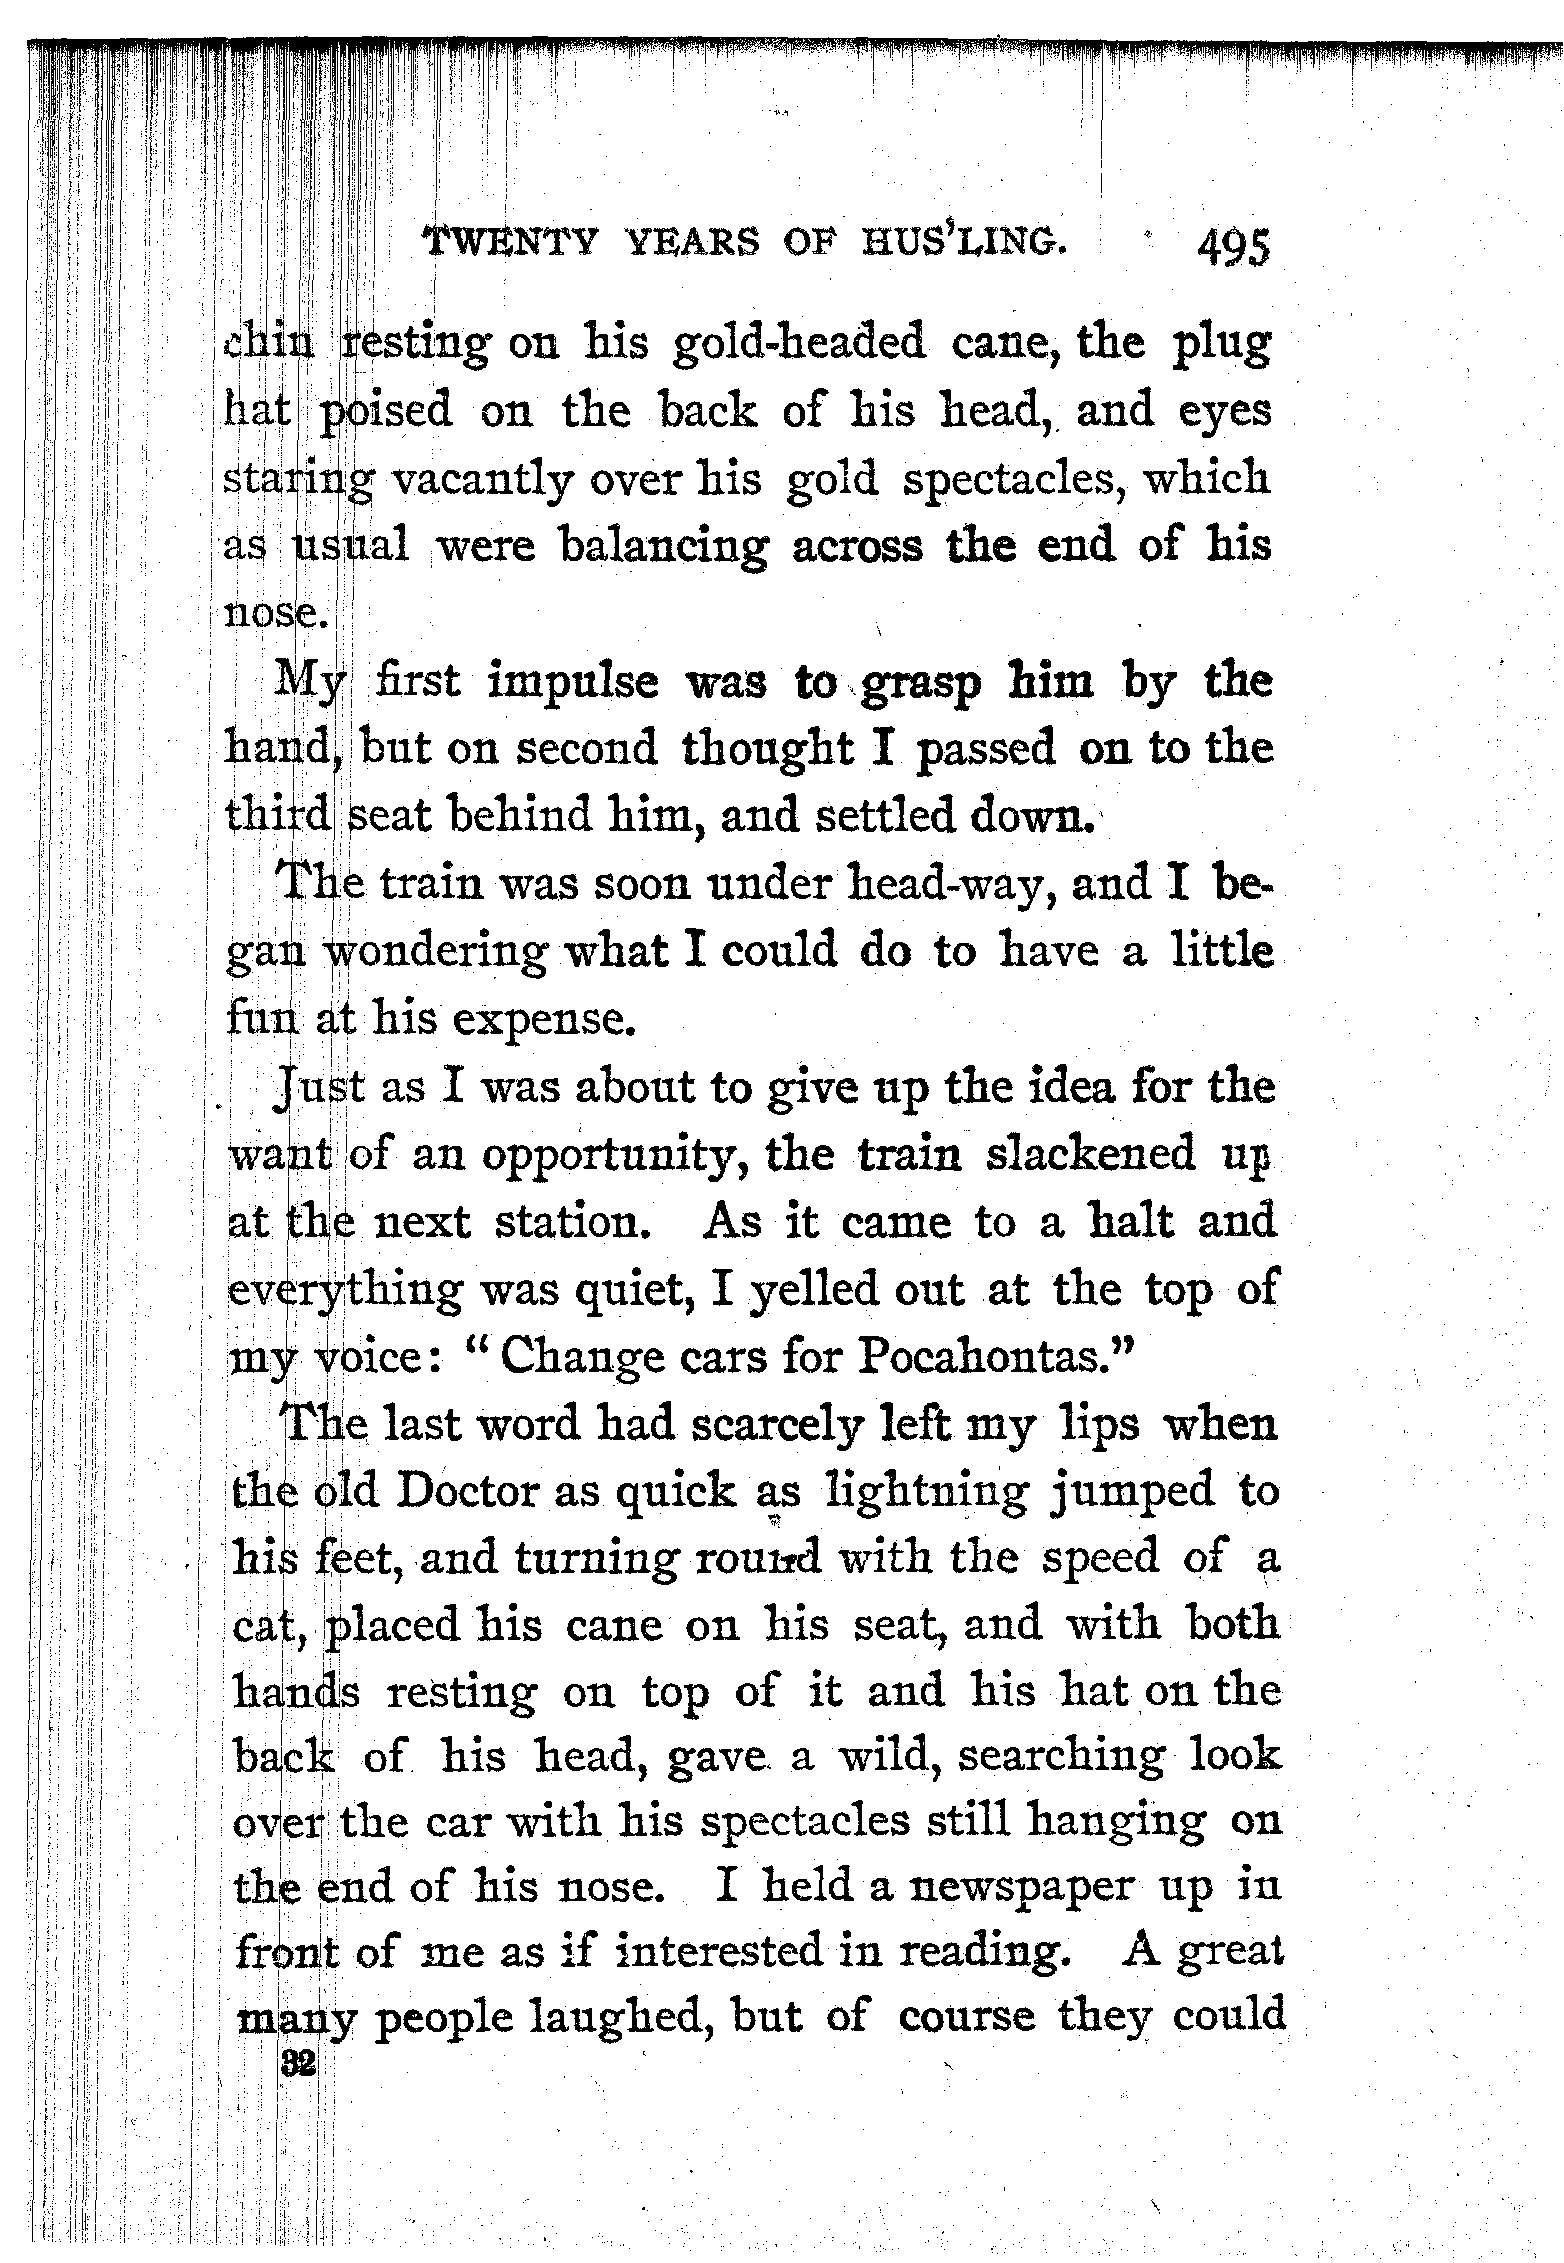 TWENTY YEARS OF HUS'LING. 495
chin resting on his gold-headed cane, the plug
hat poised on the back of his head, and eyes
staring vacantly over his gold spectacles, which
as usual were balancing across the end of his
nose.
My first impulse was to grasp him by the
hand, but on second thought I passed on to the
third seat behind him, and settled down.
The train was soon under head-way, and I be-
gan wondering what I could do to have a little
fun at his expense.
Just as I was about to give up the idea for the
want of an opportunity, the train slackened up
at the next station. As it came to a halt and
everything was quiet, I yelled out at the top of
my voice: "Change cars for Pocahontas."
The last word had scarcely left my lips when
the old Doctor as quick as lightning jumped to
his feet, and turning round with the speed of a
cat, placed his cane on his seat, and with both
hands resting on top of it and his hat on the
back of his head, gave a wild, searching look
over the car with his spectacles still hanging on
the end of his nose. I held a newspaper up in
front of me as if interested in reading. A great
many people laughed, but of course they could
32